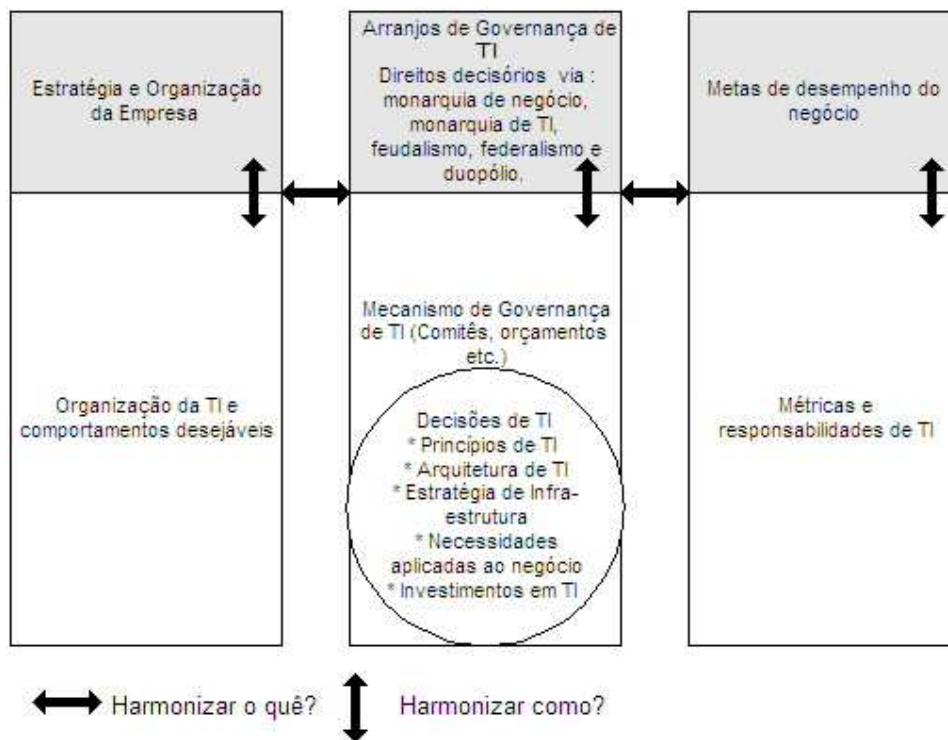 Estratégia e Organização
da Empresa
Arranjos de Governança de
TI
Direitos decisórios via :
monarquia de negócio,
monarquia de TI,
feudalismo, federalismo e
duopólio.
Metas de desempenho do
negócio
Organização da TI e
comportamentos desejáveis
Mecanismo de Governança
de TI (Comitês, orçamentos
etc.)
Decisões de TI
* Princípios de TI
* Arquitetura de TI
* Estratégia de Infra-
estrutura
* Necessidades
aplicadas ao negócio
* Investimentos em TI
Métricas e
responsabilidades de TI
Harmonizar o quê?
Harmonizar como?